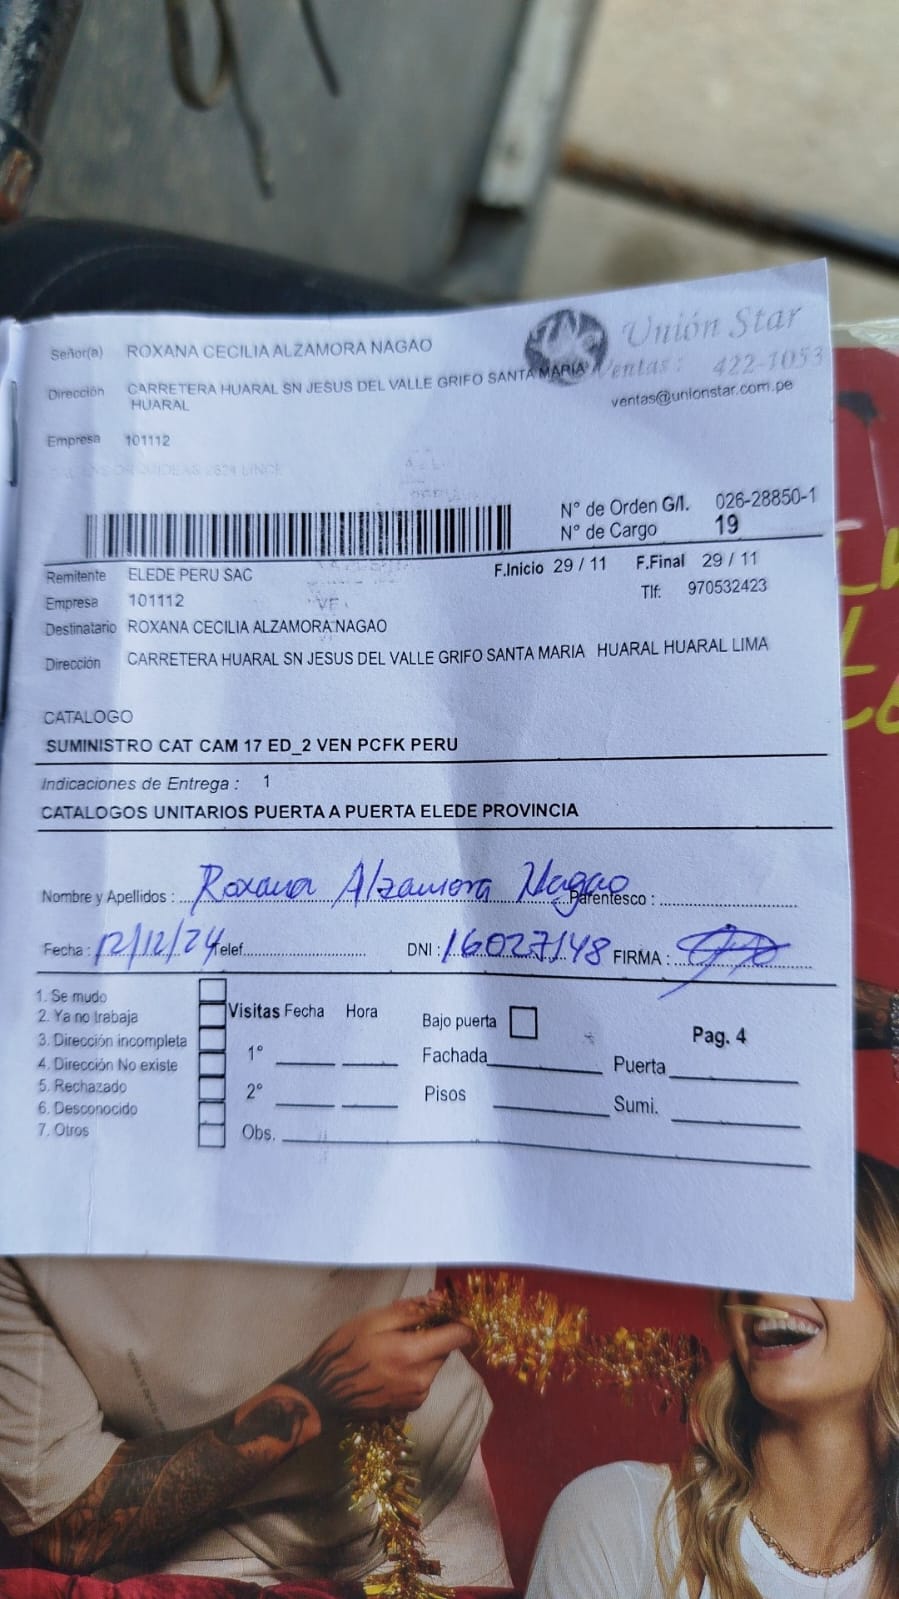 Señor(a) ROXANA CECILIA ALZAMORA NAGAO
Unión Star
Ventas: 422-1053
ventas@unionstar.com.pe
Dirección CARRETERA HUARAL SN JESUS DEL VALLE GRIFO SANTA MARIA
HUARAL
Empresa 101112
N° de Orden G/I. 026-28850-1
N° de Cargo 19
Remitente ELEDE PERU SAC F.Inicio 29 / 11 F.Final 29 / 11
Empresa 101112 Tlf: 970532423
Destinatario ROXANA CECILIA ALZAMORA NAGAO
Dirección CARRETERA HUARAL SN JESUS DEL VALLE GRIFO SANTA MARIA HUARAL HUARAL LIMA
CATALOGO
SUMINISTRO CAT CAM 17 ED_2 VEN PCFK PERU
Indicaciones de Entrega : 1
CATALOGOS UNITARIOS PUERTA A PUERTA ELEDE PROVINCIA
Nombre y Apellidos : Roxana Alzamora Nagao Parentesco :
Fecha : 12/12/24 Telef. DNI : 16027148 FIRMA :
1. Se mudo
2. Ya no trabaja
3. Dirección incompleta
4. Dirección No existe
5. Rechazado
6. Desconocido
7. Otros
Visitas Fecha Hora
1°
2°
Obs.
Bajo puerta
Fachada
Pisos
Pag. 4
Puerta
Sumi.